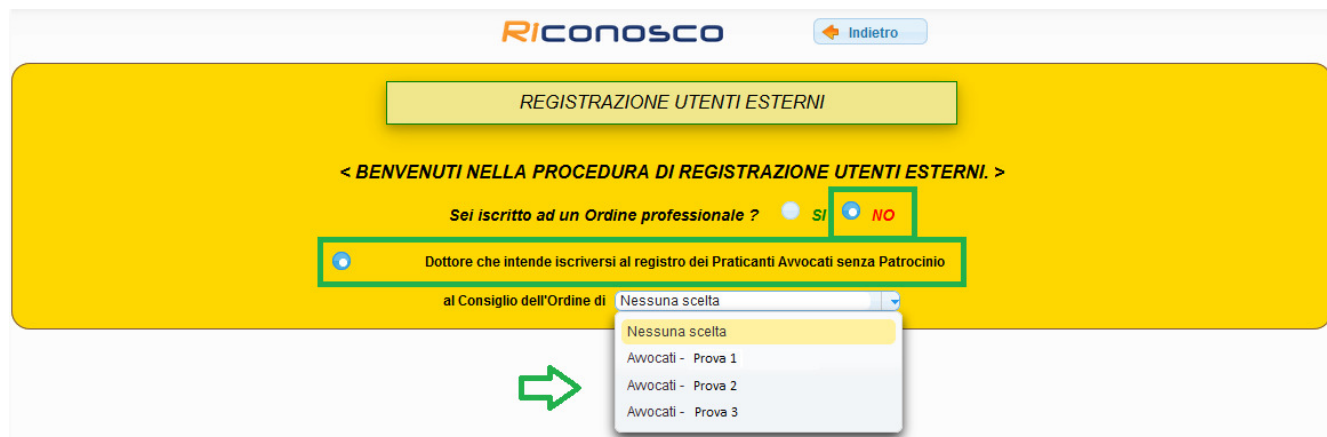 Riconosco
Indietro
REGISTRAZIONE UTENTI ESTERNI
< BENVENUTI NELLA PROCEDURA DI REGISTRAZIONE UTENTI ESTERNI. >
Sei iscritto ad un Ordine professionale ? SI NO
Dottore che intende iscriversi al registro dei Praticanti Avvocati senza Patrocinio
al Consiglio dell'Ordine di Nessuna scelta
Nessuna scelta
Avvocati - Prova 1
Avvocati - Prova 2
Avvocati - Prova 3